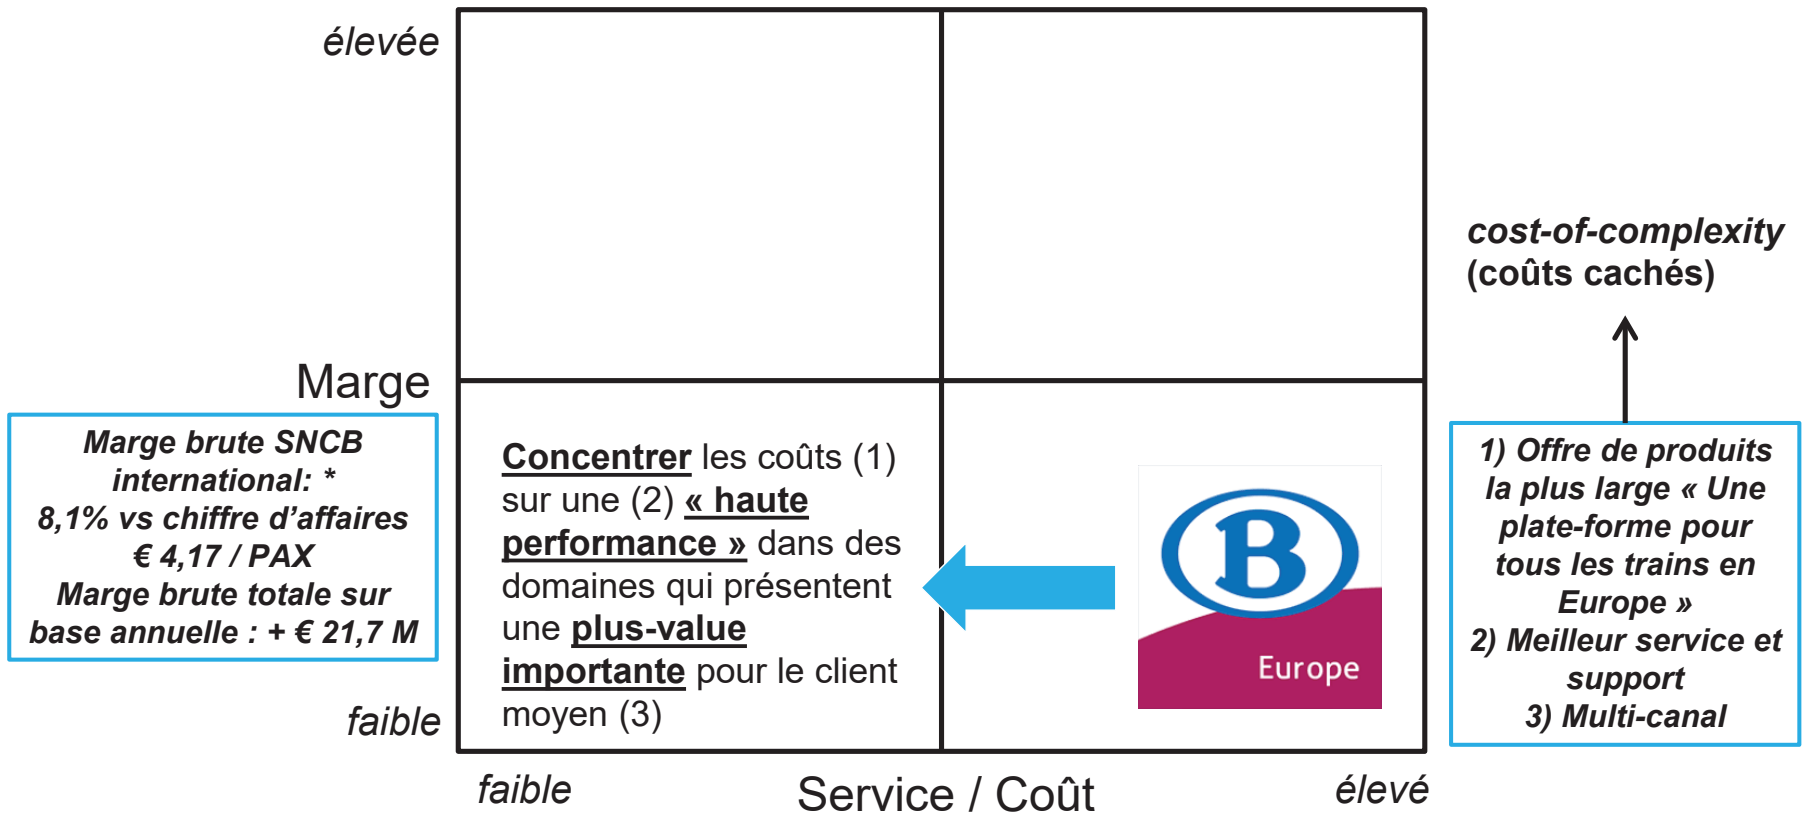 élevée
Marge
Marge brute SNCB
international: *
8,1% vs chiffre d’affaires
€ 4,17 / PAX
Marge brute totale sur
base annuelle : + € 21,7 M
faible
Concentrer les coûts (1)
sur une (2) « haute
performance » dans des
domaines qui présentent
une plus-value
importante pour le client
moyen (3)
B
Europe
cost-of-complexity
(coûts cachés)
1) Offre de produits
la plus large « Une
plate-forme pour
tous les trains en
Europe »
2) Meilleur service et
support
3) Multi-canal
faible
Service / Coût
élevé